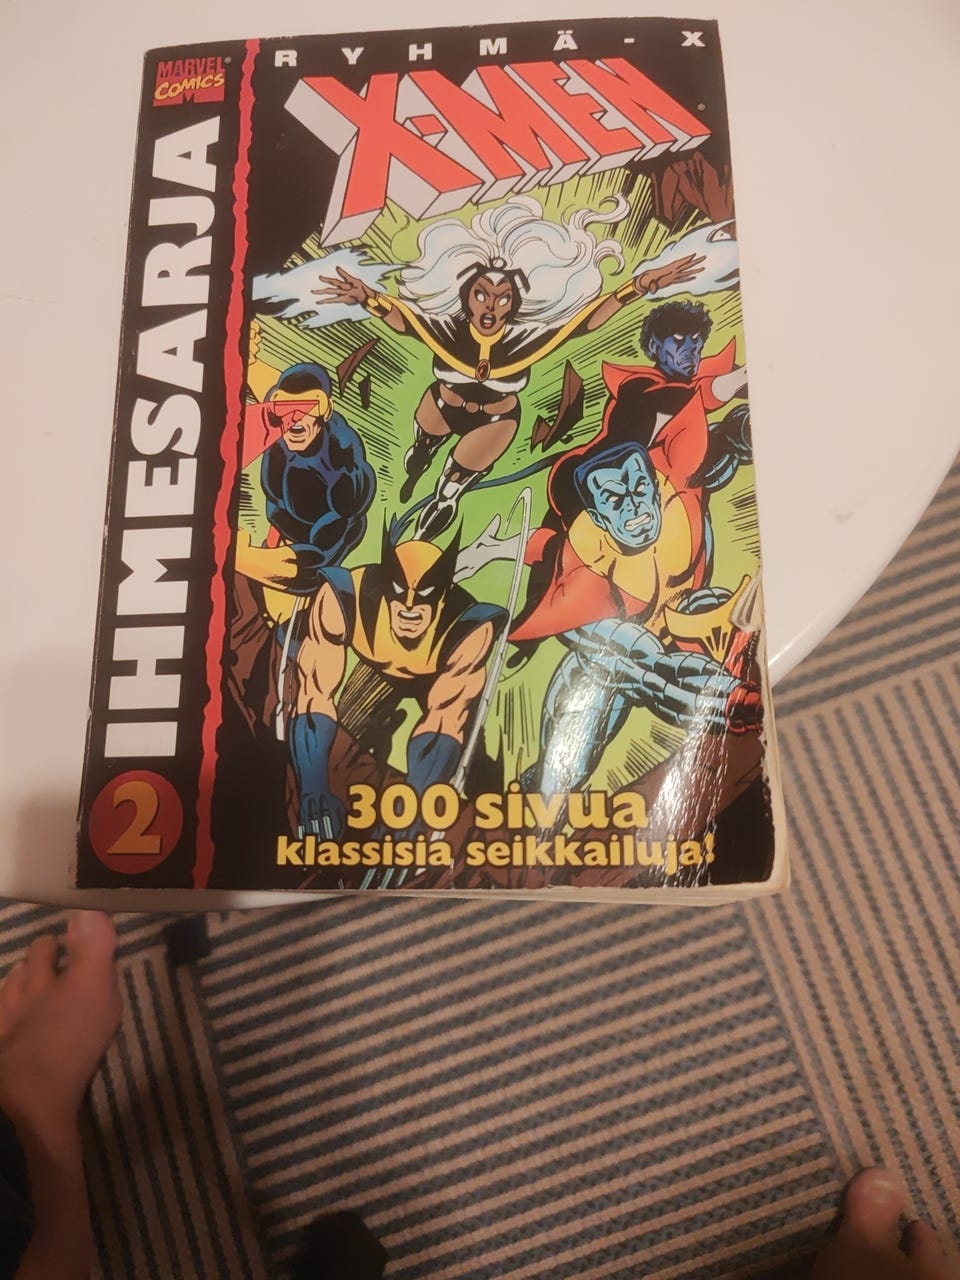 MARVEL
COMICS
RYHMÄ-X
X-MEN
IHMESARJA
2
300 sivua
klassisia seikkailuja!